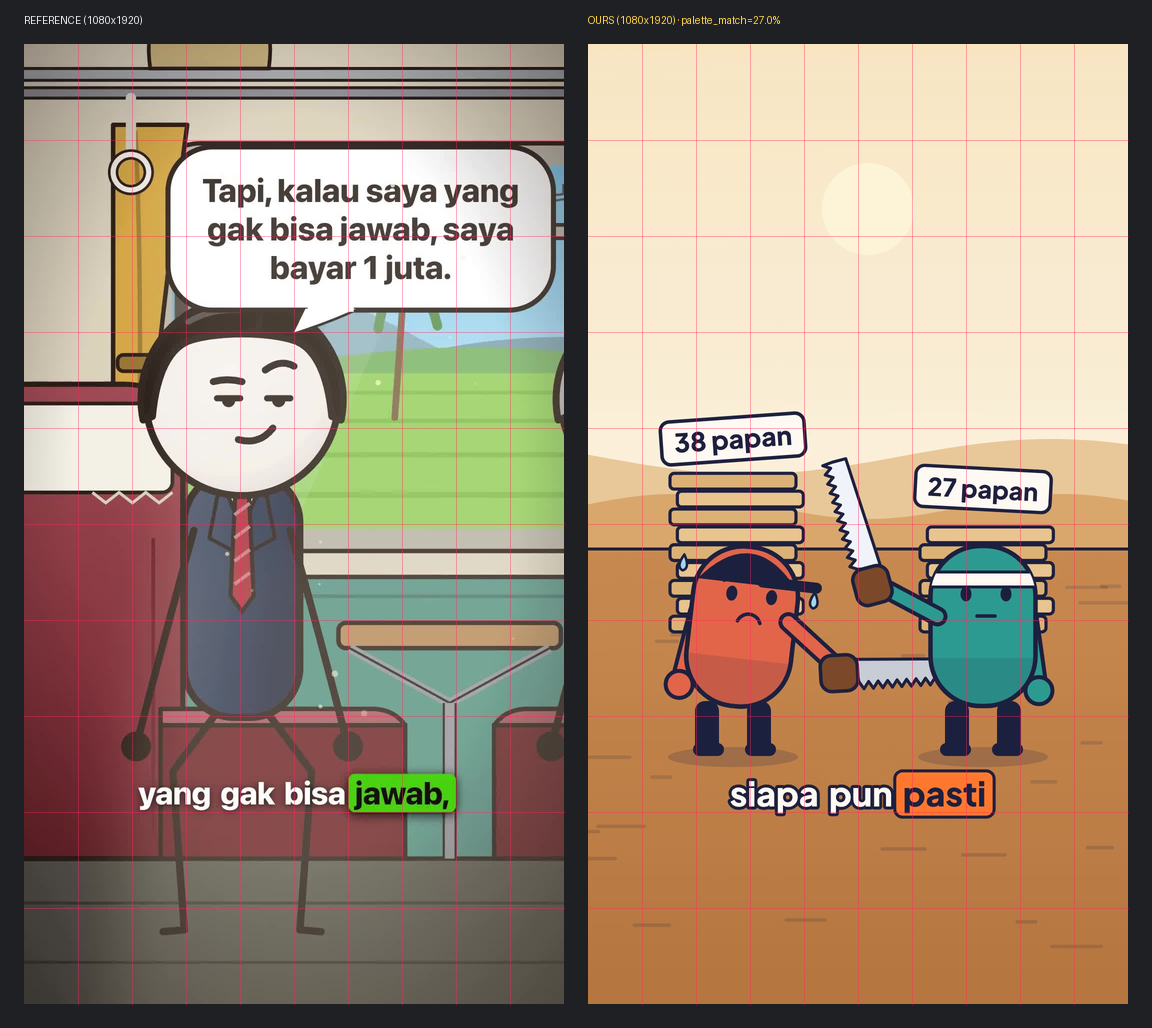 REFERENCE (1080x1920)
OURS (1080x1920) · palette_match=27.0%
Tapi, kalau saya yang
gak bisa jawab, saya
bayar 1 juta.
yang gak bisa jawab,
38 papan
27 papan
siapa pun pasti